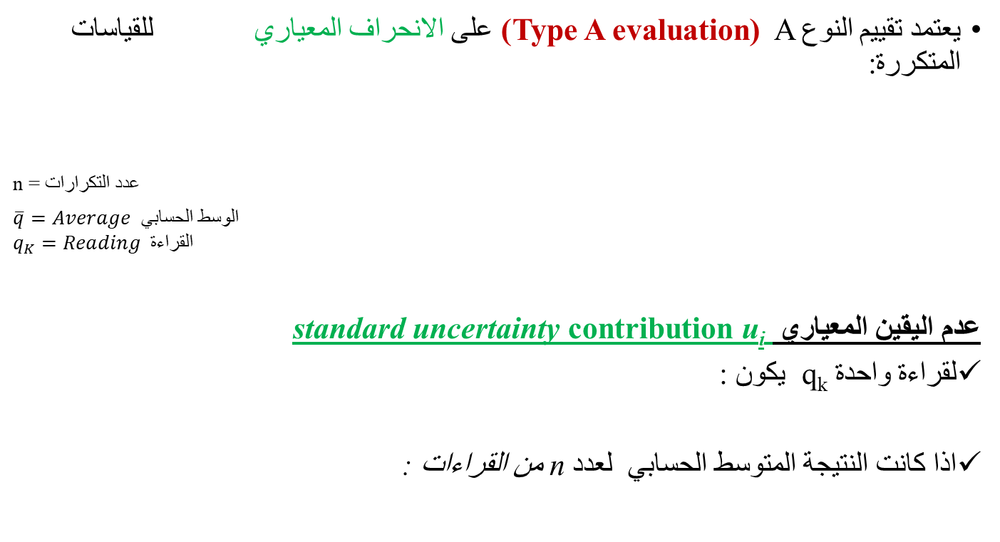 • يعتمد تقييم النوع A (Type A evaluation) على الانحراف المعياري للقياسات
المتكررة:
n = عدد التكرارات
q̄ = Average الوسط الحسابي
q_K = Reading القراءة
عدم اليقين المعياري standard uncertainty contribution u_i
✓لقراءة واحدة q_k يكون :
✓اذا كانت النتيجة المتوسط الحسابي لعدد n من القراءات :